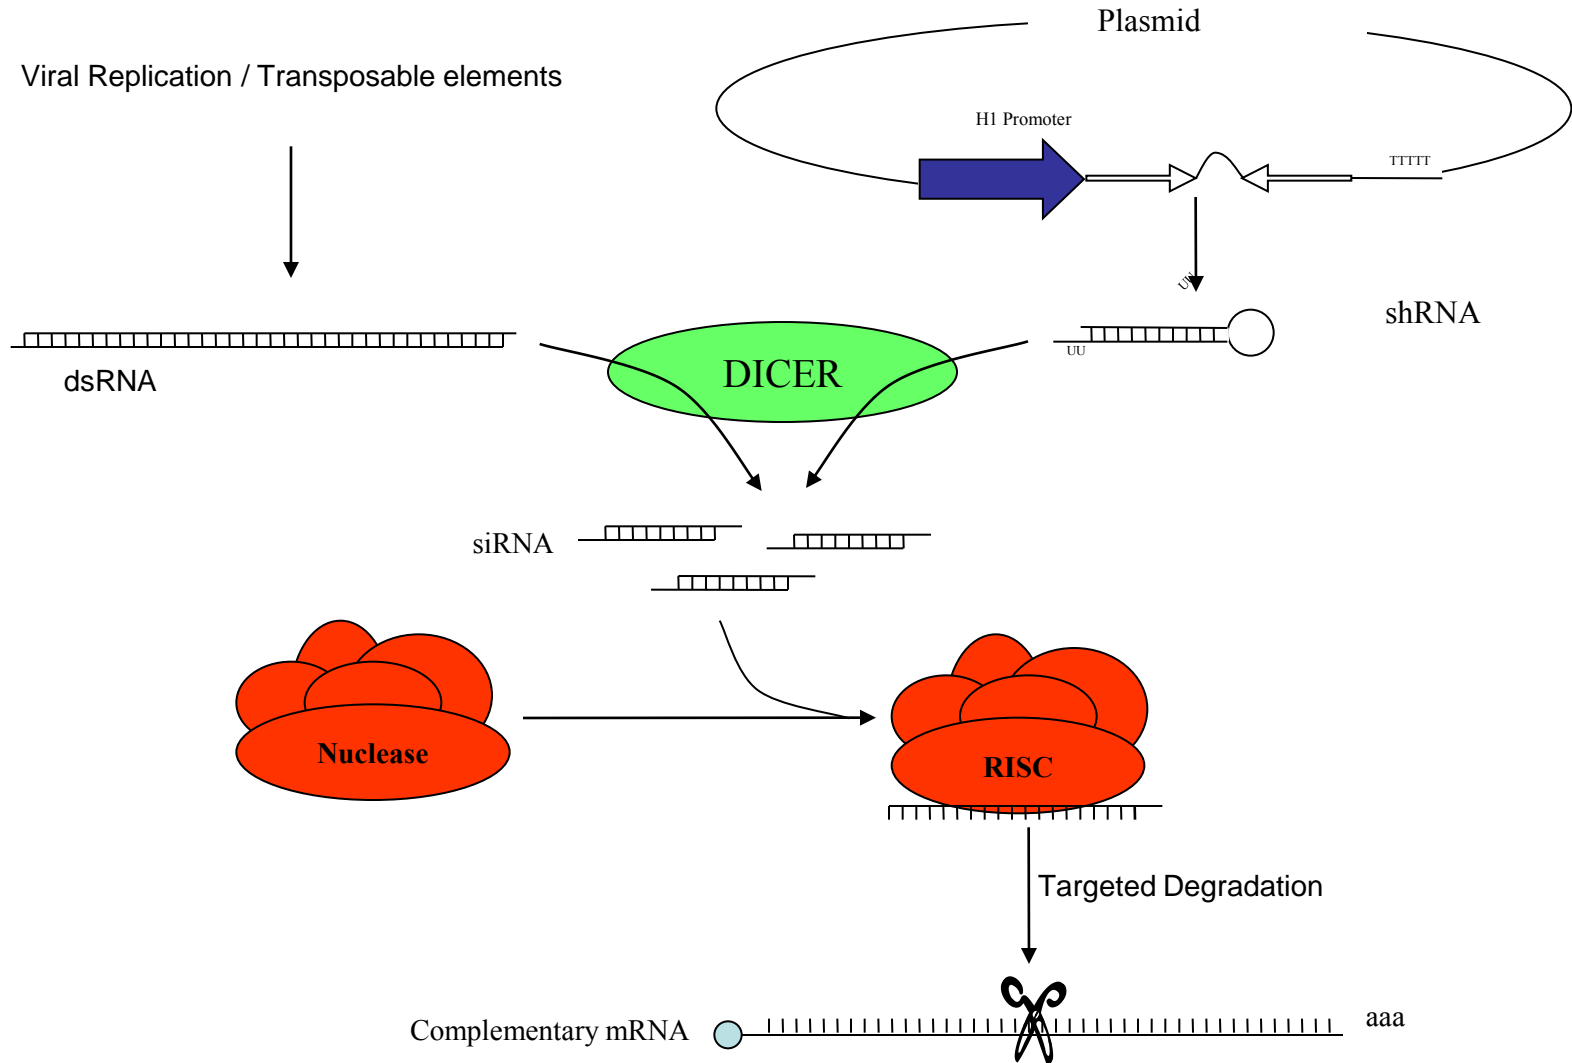 Plasmid
Viral Replication / Transposable elements
H1 Promoter
TTTTT
UU
shRNA
UU
dsRNA
DICER
siRNA
Nuclease
RISC
Targeted Degradation
Complementary mRNA
aaa